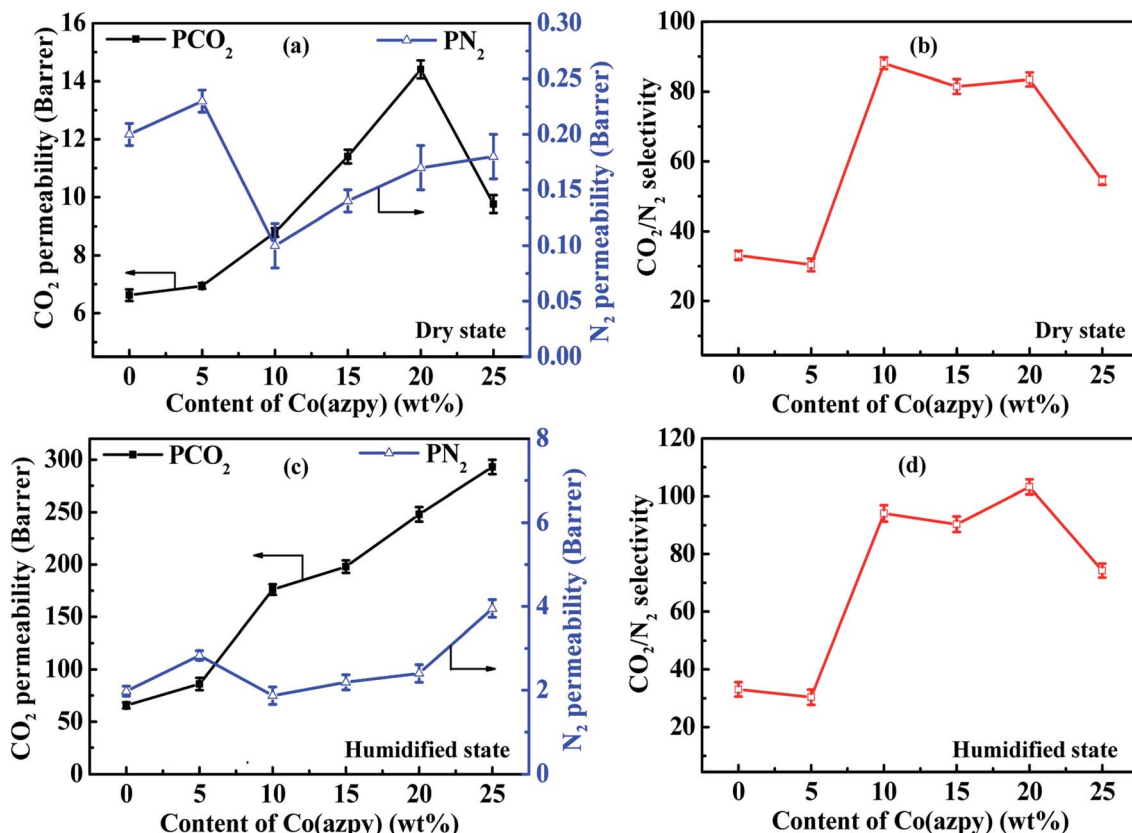 (a)
PCO2
PN2
CO2 permeability (Barrer)
16
14
12
10
8
6
N2 permeability (Barrer)
0.30
0.25
0.20
0.15
0.10
0.05
0.00
Dry state
0 5 10 15 20 25
Content of Co(azpy) (wt%)
(b)
CO2/N2 selectivity
100
80
60
40
20
Dry state
0 5 10 15 20 25
Content of Co(azpy) (wt%)
(c)
PCO2
PN2
CO2 permeability (Barrer)
300
250
200
150
100
50
0
N2 permeability (Barrer)
8
6
4
2
0
Humidified state
0 5 10 15 20 25
Content of Co(azpy) (wt%)
(d)
CO2/N2 selectivity
120
100
80
60
40
20
Humidified state
0 5 10 15 20 25
Content of Co(azpy) (wt%)